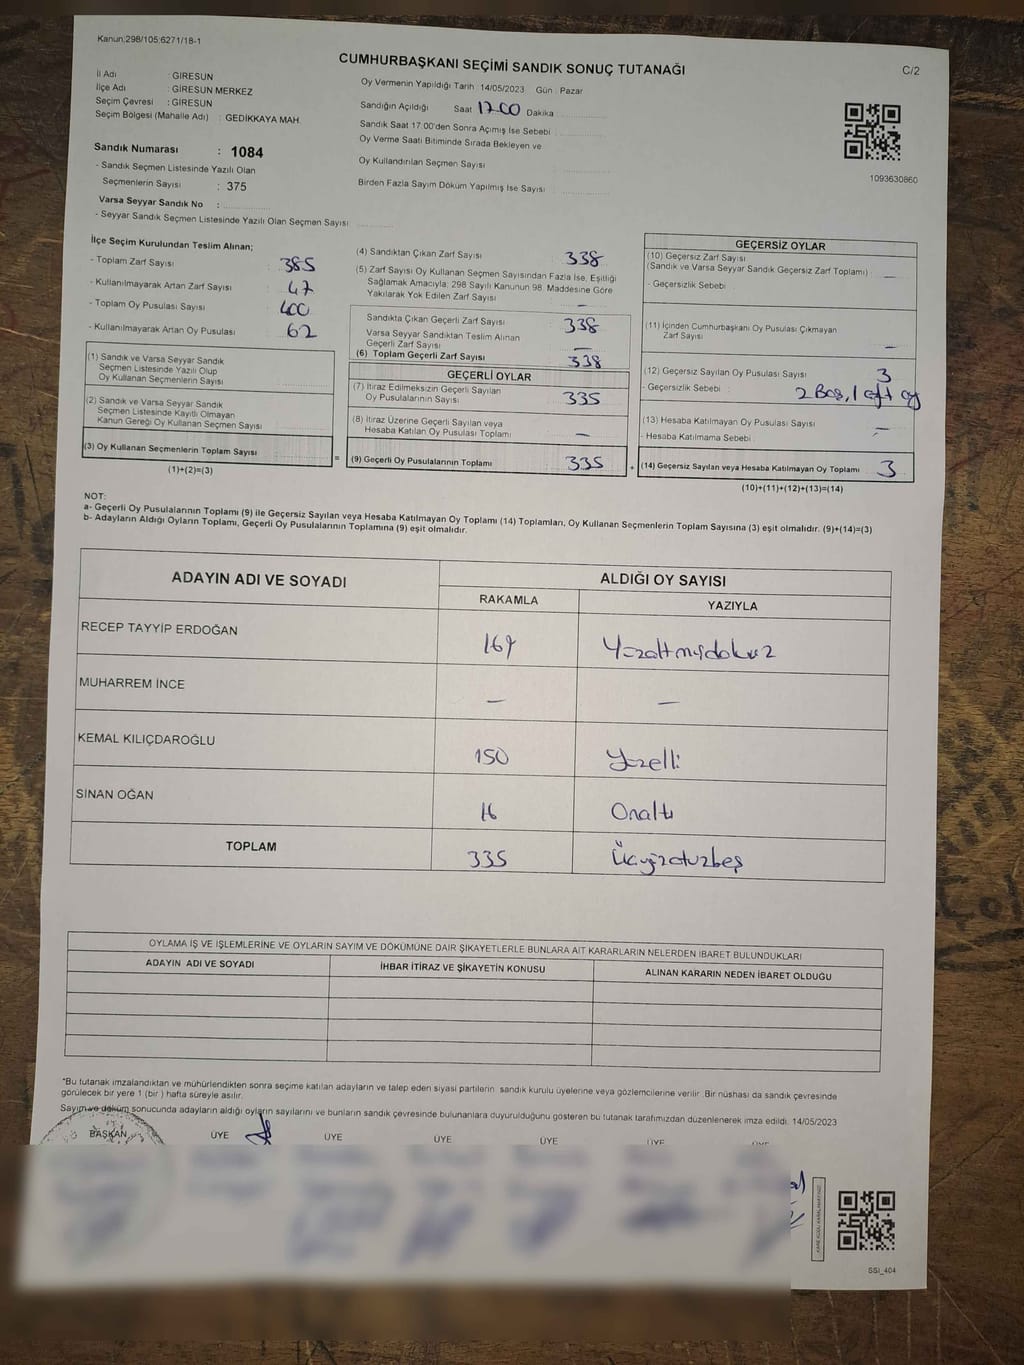 Kanun:298/105;6271/18-1
CUMHURBAŞKANI SEÇİMİ SANDIK SONUÇ TUTANAĞI
C/2
İl Adı : GİRESUN
İlçe Adı : GİRESUN MERKEZ
Seçim Çevresi : GİRESUN
Seçim Bölgesi (Mahalle Adı) : GEDİKKAYA MAH.
Sandık Numarası : 1084
- Sandık Seçmen Listesinde Yazılı Olan
Seçmenlerin Sayısı : 375
Varsa Seyyar Sandık No :
- Seyyar Sandık Seçmen Listesinde Yazılı Olan Seçmen Sayısı
Oy Vermenin Yapıldığı Tarih : 14/05/2023 Gün : Pazar
Sandığın Açıldığı Saat 17.00 Dakika
Sandık Saat 17:00'den Sonra Açımış İse Sebebi
Oy Verme Saati Bitiminde Sırada Bekleyen ve
Oy Kullandırılan Seçmen Sayısı
Birden Fazla Sayım Döküm Yapılmış İse Sayısı
1093630860
İlçe Seçim Kurulundan Teslim Alınan;
- Toplam Zarf Sayısı 385
- Kullanılmayarak Artan Zarf Sayısı : 47
- Toplam Oy Pusulası Sayısı : 400
- Kullanılmayarak Artan Oy Pusulası : 62
(1) Sandık ve Varsa Seyyar Sandık
Seçmen Listesinde Yazılı Olup
Oy Kullanan Seçmenlerin Sayısı
(2) Sandık ve Varsa Seyyar Sandık
Seçmen Listesinde Kayıtlı Olmayan
Kanun Gereği Oy Kullanan Seçmen Sayısı
(3) Oy Kullanan Seçmenlerin Toplam Sayısı =
(1)+(2)=(3)
(4) Sandıktan Çıkan Zarf Sayısı 338
(5) Zarf Sayısı Oy Kullanan Seçmen Sayısından Fazla İse, Eşitliği
Sağlamak Amacıyla; 298 Sayılı Kanunun 98. Maddesine Göre
Yakılarak Yok Edilen Zarf Sayısı –
Sandıkta Çıkan Geçerli Zarf Sayısı 338
Varsa Seyyar Sandıktan Teslim Alınan
Geçerli Zarf Sayısı –
(6) Toplam Geçerli Zarf Sayısı 338
GEÇERLİ OYLAR
(7) İtiraz Edilmeksizin Geçerli Sayılan
Oy Pusulalarının Sayısı 335
(8) İtiraz Üzerine Geçerli Sayılan veya
Hesaba Katılan Oy Pusulası Toplamı –
(9) Geçerli Oy Pusulalarının Toplamı 335 +
GEÇERSİZ OYLAR
(10) Geçersiz Zarf Sayısı
(Sandık ve Varsa Seyyar Sandık Geçersiz Zarf Toplamı) –
- Geçersizlik Sebebi
(11) İçinden Cumhurbaşkanı Oy Pusulası Çıkmayan
Zarf Sayısı –
(12) Geçersiz Sayılan Oy Pusulası Sayısı 3
- Geçersizlik Sebebi : 2 Boş, 1 çift oy
(13) Hesaba Katılmayan Oy Pusulası Sayısı –
- Hesaba Katılmama Sebebi
(14) Geçersiz Sayılan veya Hesaba Katılmayan Oy Toplamı 3
(10)+(11)+(12)+(13)=(14)
NOT:
a- Geçerli Oy Pusulalarının Toplamı (9) ile Geçersiz Sayılan veya Hesaba Katılmayan Oy Toplamı (14) Toplamları, Oy Kullanan Seçmenlerin Toplam Sayısına (3) eşit olmalıdır. (9)+(14)=(3)
b- Adayların Aldığı Oyların Toplamı, Geçerli Oy Pusulalarının Toplamına (9) eşit olmalıdır.
ADAYIN ADI VE SOYADI
ALDIĞI OY SAYISI
RAKAMLA YAZIYLA
RECEP TAYYİP ERDOĞAN 169 Yüzaltmışdokuz
MUHARREM İNCE – –
KEMAL KILIÇDAROĞLU 150 Yüzelli
SİNAN OĞAN 16 Onaltı
TOPLAM 335 Üçyüzotuzbeş
OYLAMA İŞ VE İŞLEMLERİNE VE OYLARIN SAYIM VE DÖKÜMÜNE DAİR ŞİKAYETLERLE BUNLARA AİT KARARLARIN NELERDEN İBARET BULUNDUKLARI
ADAYIN ADI VE SOYADI İHBAR İTİRAZ VE ŞİKAYETİN KONUSU ALINAN KARARIN NEDEN İBARET OLDUĞU
*Bu tutanak imzalandıktan ve mühürlendikten sonra seçime katılan adayların ve talep eden siyasi partilerin sandık kurulu üyelerine veya gözlemcilerine verilir. Bir nüshası da sandık çevresinde
görülecek bir yere 1 (bir ) hafta süreyle asılır.
Sayım ve döküm sonucunda adayların aldığı oyların sayılarını ve bunların sandık çevresinde bulunanlara duyurulduğunu gösteren bu tutanak tarafımızdan düzenlenerek imza edildi. 14/05/2023
BAŞKAN ÜYE ÜYE ÜYE ÜYE ÜYE ÜYE
SSİ_404